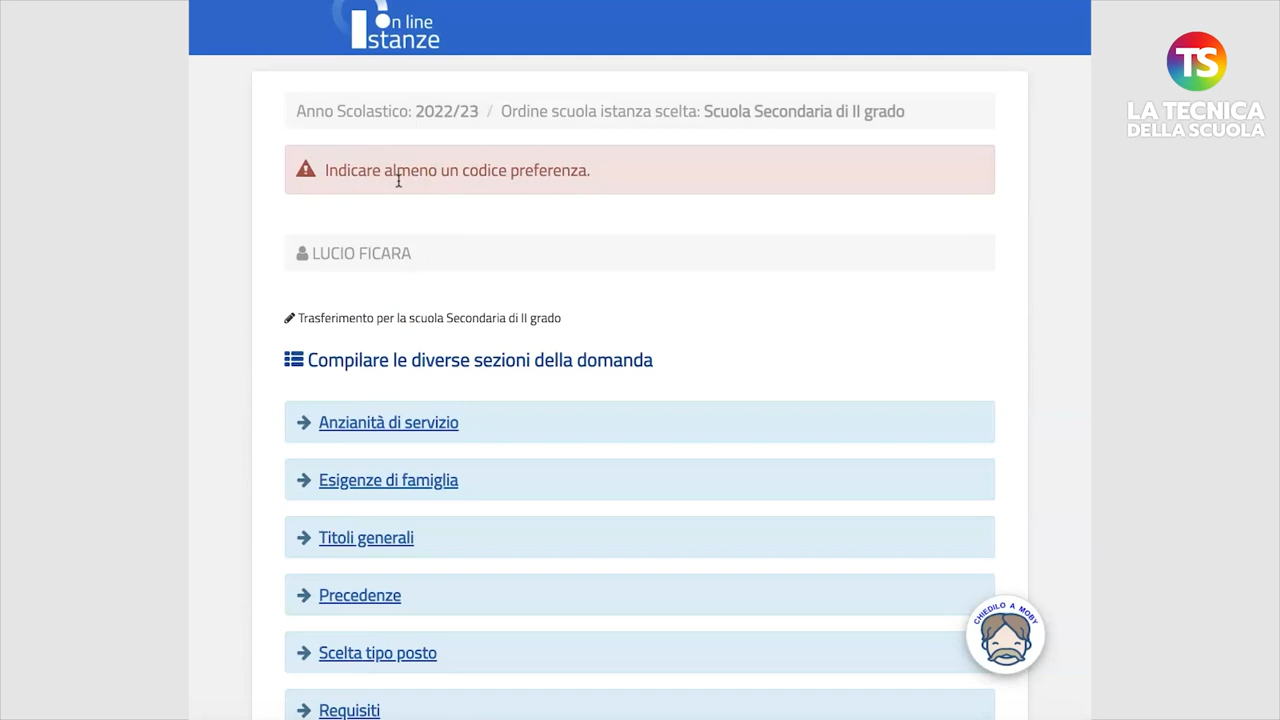 on line
Istanze
TS
LA TECNICA
DELLA SCUOLA
Anno Scolastico: 2022/23 / Ordine scuola istanza scelta: Scuola Secondaria di II grado
Indicare almeno un codice preferenza.
LUCIO FICARA
Trasferimento per la scuola Secondaria di II grado
Compilare le diverse sezioni della domanda
Anzianità di servizio
Esigenze di famiglia
Titoli generali
Precedenze
CHIEDILO A MOBY
Scelta tipo posto
Requisiti